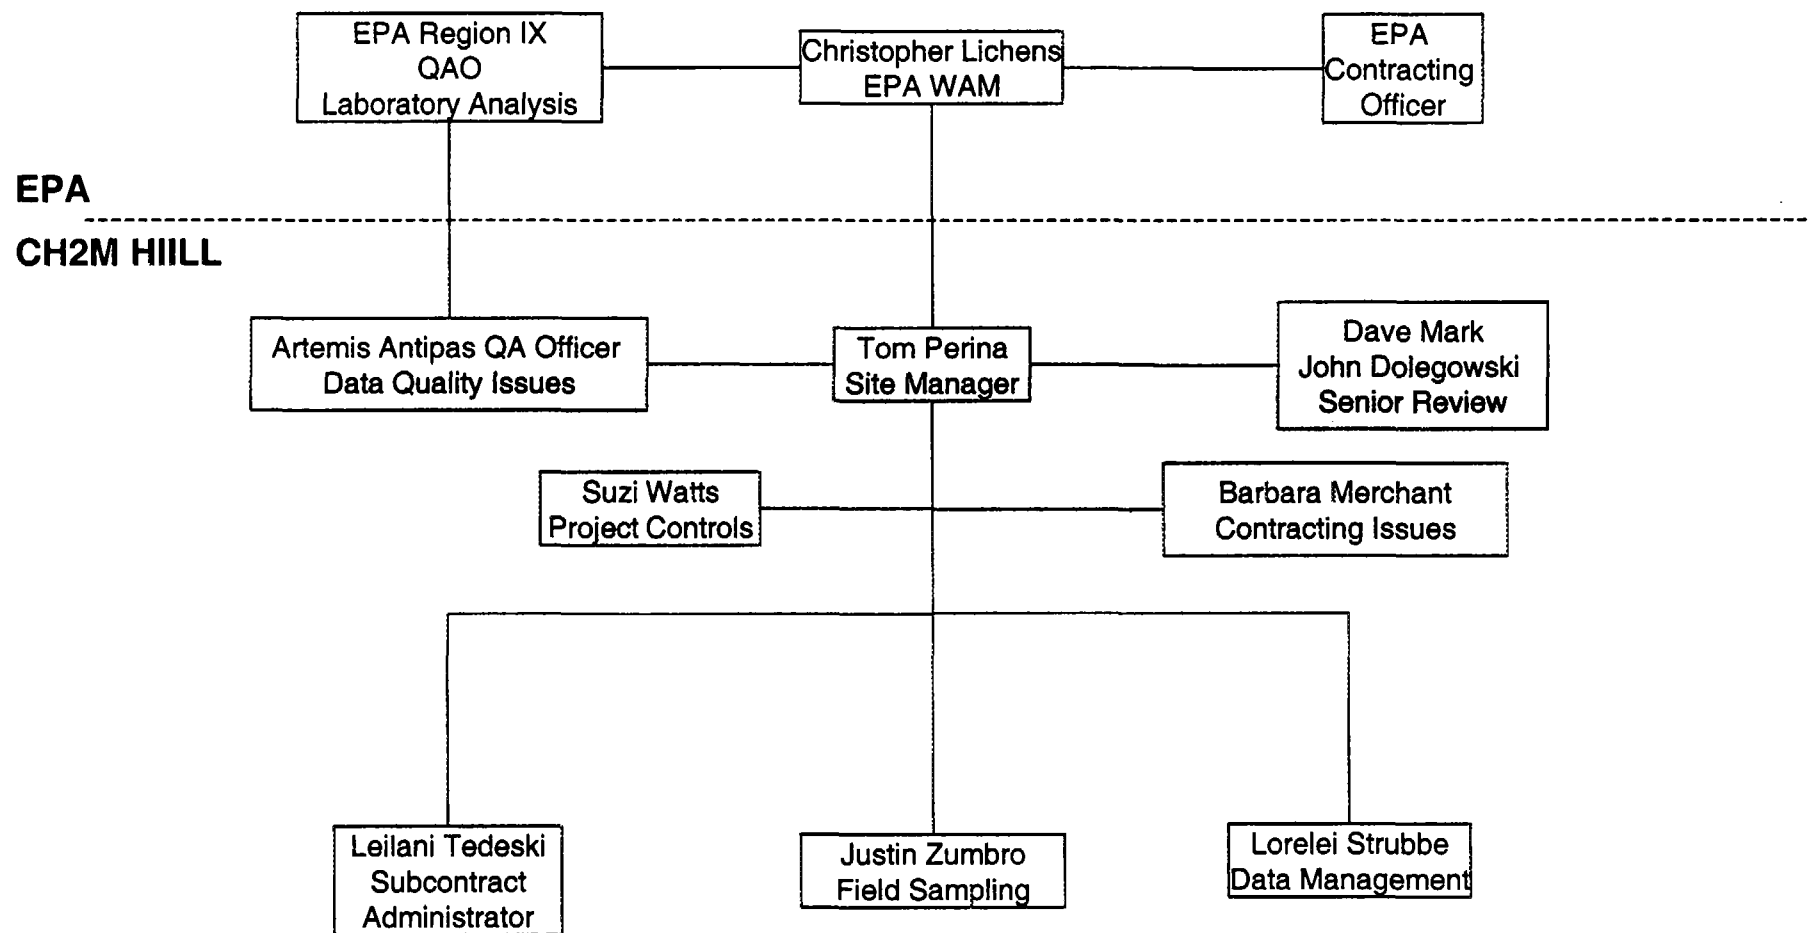 EPA Region IX
QAO
Laboratory Analysis
Christopher Lichens
EPA WAM
EPA
Contracting
Officer
EPA
CH2M HIILL
Artemis Antipas QA Officer
Data Quality Issues
Tom Perina
Site Manager
Dave Mark
John Dolegowski
Senior Review
Suzi Watts
Project Controls
Barbara Merchant
Contracting Issues
Leilani Tedeski
Subcontract
Administrator
Justin Zumbro
Field Sampling
Lorelei Strubbe
Data Management